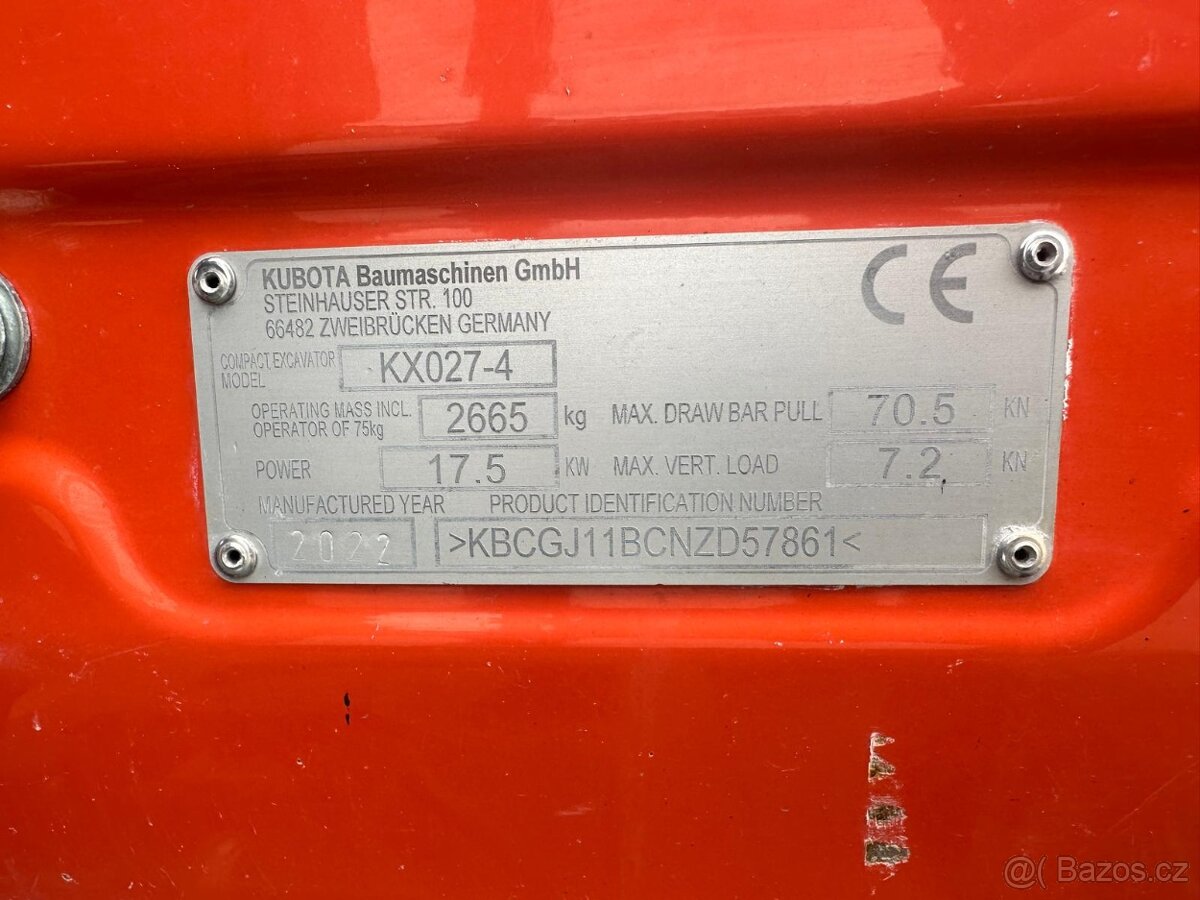 KUBOTA Baumaschinen GmbH
STEINHAUSER STR. 100
66482 ZWEIBRÜCKEN GERMANY
CE
COMPACT EXCAVATOR
MODEL
KX027-4
OPERATING MASS INCL.
OPERATOR OF 75kg
2665 kg
MAX. DRAW BAR PULL 70.5 KN
POWER 17.5 KW
MAX. VERT. LOAD 7.2 KN
MANUFACTURED YEAR PRODUCT IDENTIFICATION NUMBER
2022 >KBCGJ11BCNZD57861<
@( Bazos.cz